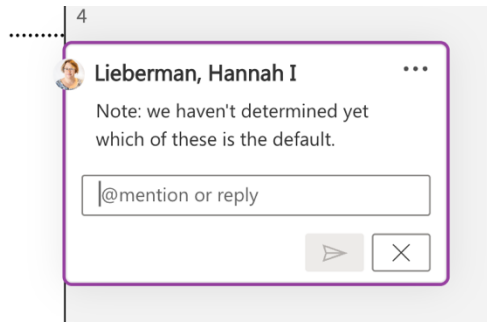 4
Lieberman, Hannah I
Note: we haven't determined yet
which of these is the default.
@mention or reply